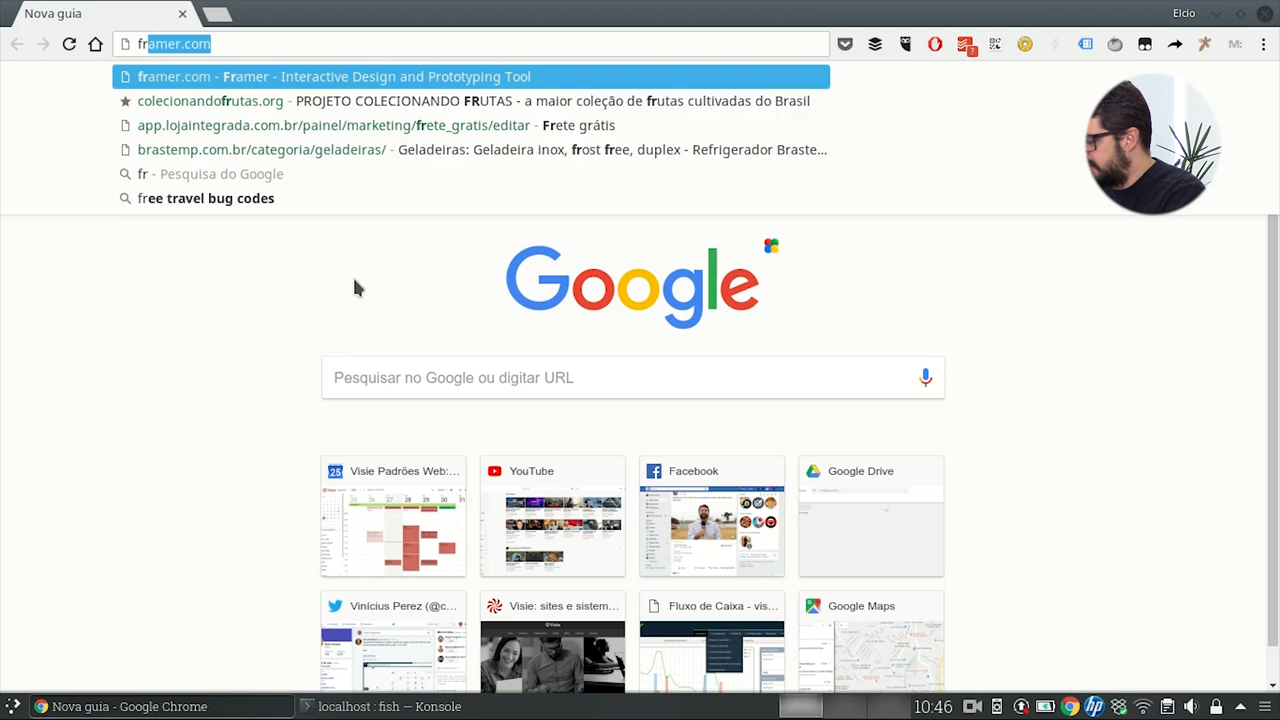 Nova guia
Elcio
framer.com
framer.com - Framer - Interactive Design and Prototyping Tool
colecionandofrutas.org - PROJETO COLECIONANDO FRUTAS - a maior coleção de frutas cultivadas do Brasil
app.lojaintegrada.com.br/painel/marketing/frete_gratis/editar - Frete grátis
brastemp.com.br/categoria/geladeiras/ - Geladeiras: Geladeira inox, frost free, duplex - Refrigerador Braste...
fr - Pesquisa do Google
free travel bug codes
Google
Pesquisar no Google ou digitar URL
25 Visie Padrões Web:...
YouTube
Facebook
Google Drive
Vinícius Perez (@c...
Visie: sites e sistem...
Fluxo de Caixa - vis...
Google Maps
Nova guia - Google Chrome
localhost : fish — Konsole
10:46